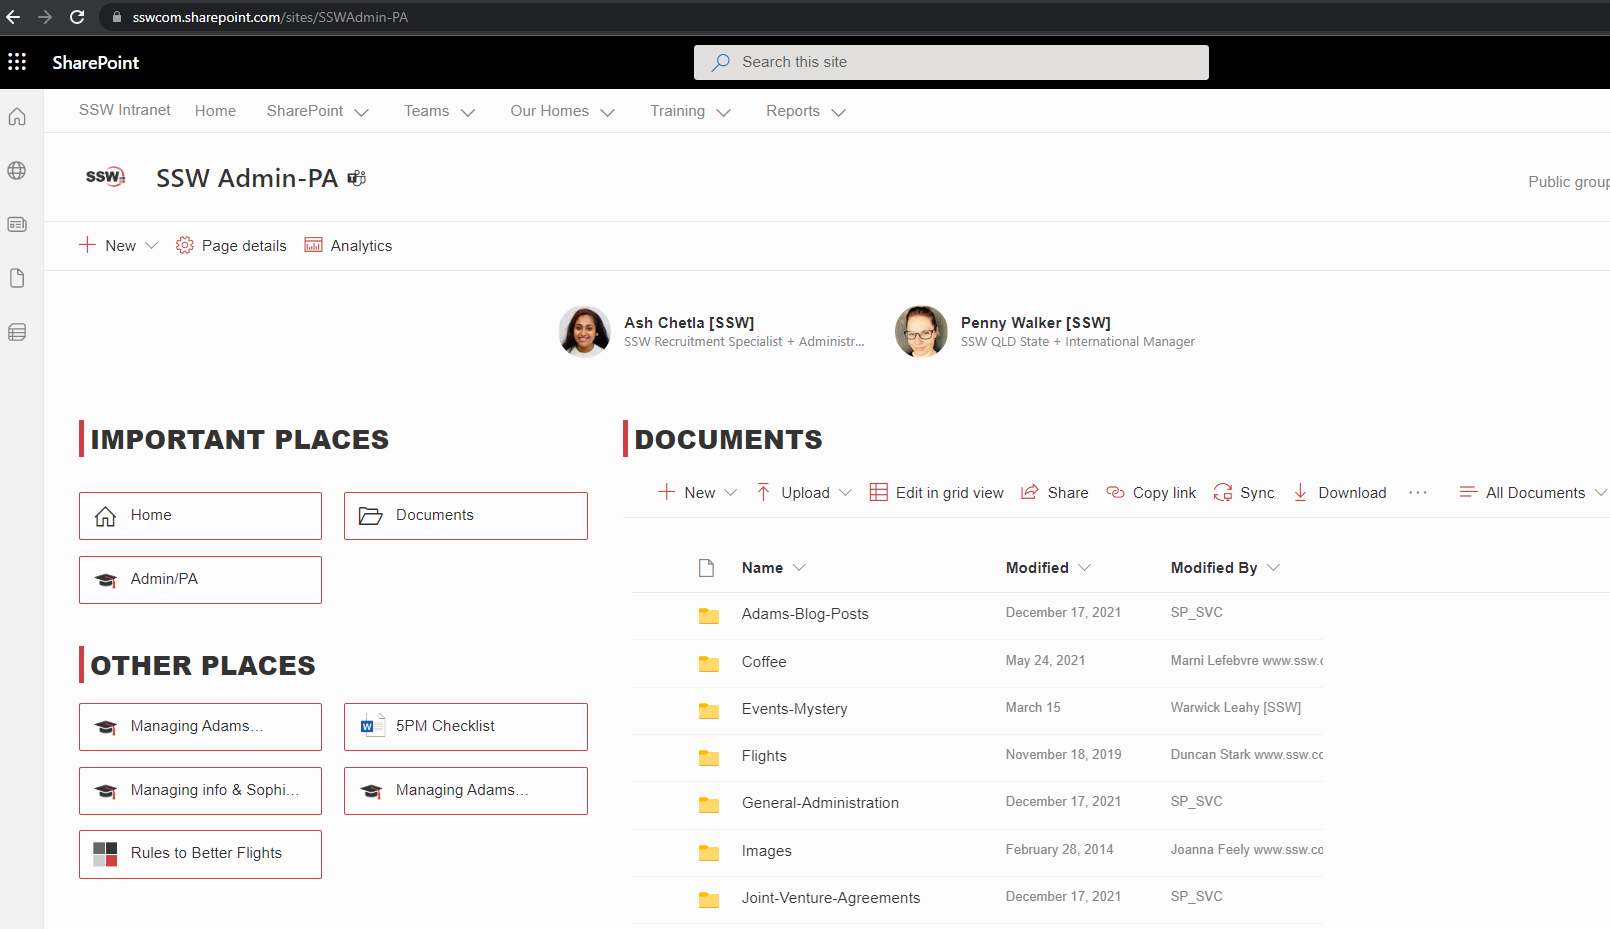 sswcom.sharepoint.com/sites/SSWAdmin-PA
SharePoint
Search this site
SSW Intranet Home SharePoint Teams Our Homes Training Reports
SSW
SSW Admin-PA
Public group
New Page details Analytics
Ash Chetla [SSW]
SSW Recruitment Specialist + Administr...
Penny Walker [SSW]
SSW QLD State + International Manager
IMPORTANT PLACES
Home
Documents
Admin/PA
OTHER PLACES
Managing Adams...
5PM Checklist
Managing info & Sophi...
Managing Adams...
Rules to Better Flights
DOCUMENTS
New Upload Edit in grid view Share Copy link Sync Download ... All Documents
Name Modified Modified By
Adams-Blog-Posts December 17, 2021 SP_SVC
Coffee May 24, 2021 Marni Lefebvre www.ssw.c
Events-Mystery March 15 Warwick Leahy [SSW]
Flights November 18, 2019 Duncan Stark www.ssw.co
General-Administration December 17, 2021 SP_SVC
Images February 28, 2014 Joanna Feely www.ssw.co
Joint-Venture-Agreements December 17, 2021 SP_SVC